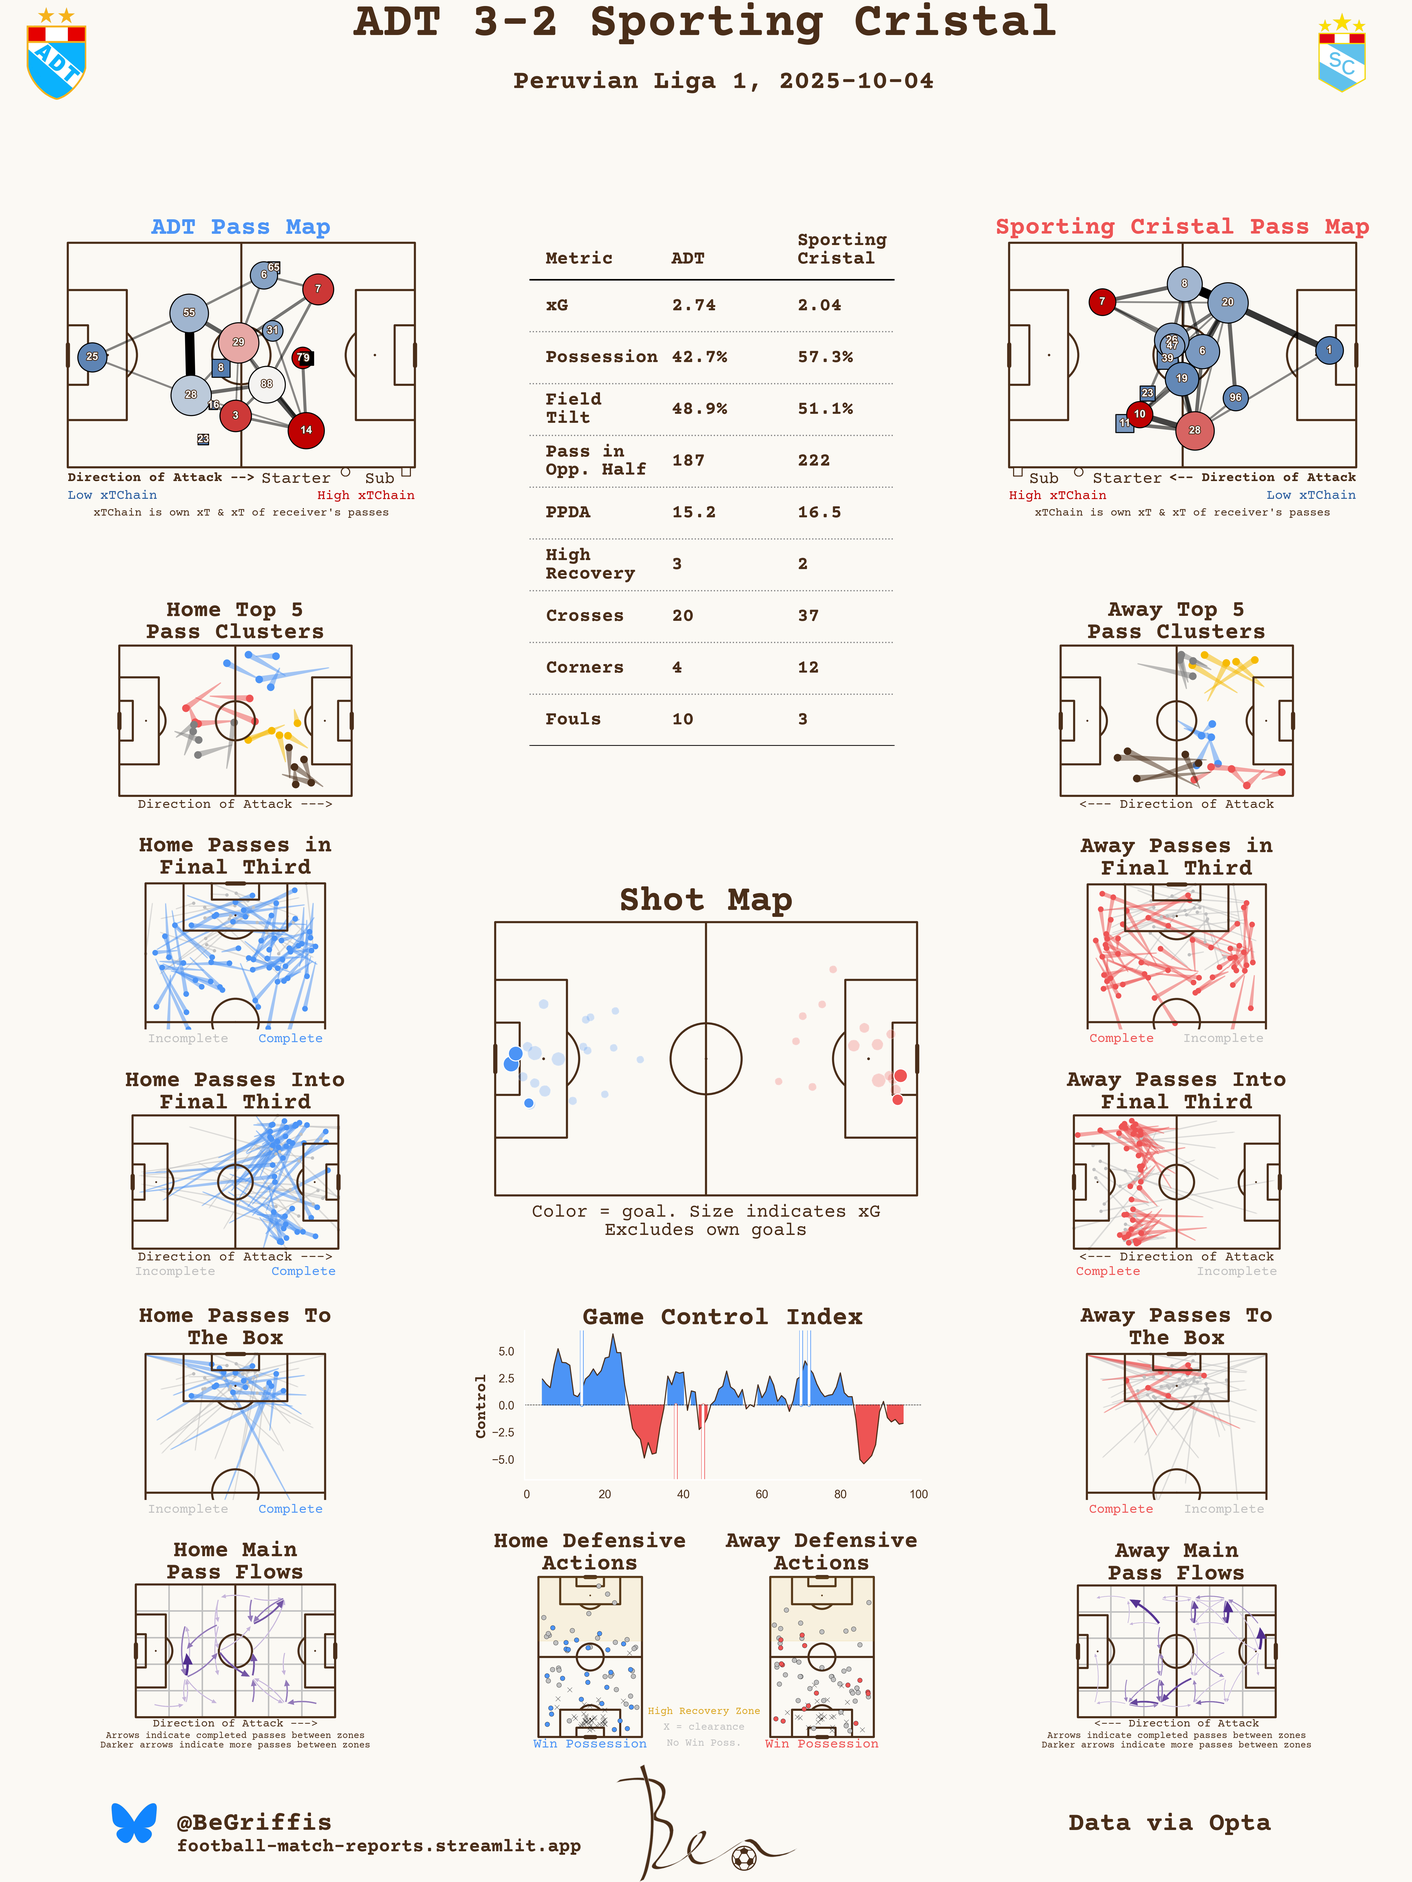 ADT 3-2 Sporting Cristal
Peruvian Liga 1, 2025-10-04
ADT
SC
ADT Pass Map
6
65
7
55
31
29
25
9
8
88
28
16
3
14
23
Direction of Attack --> Starter Sub
Low xTChain High xTChain
xTChain is own xT & xT of receiver's passes
Metric ADT Sporting Cristal
xG 2.74 2.04
Possession 42.7% 57.3%
Field Tilt 48.9% 51.1%
Pass in Opp. Half 187 222
PPDA 15.2 16.5
High Recovery 3 2
Crosses 20 37
Corners 4 12
Fouls 10 3
Sporting Cristal Pass Map
8
7
20
26
47
6
1
39
19
23
96
10
11
28
Sub Starter <-- Direction of Attack
High xTChain Low xTChain
xTChain is own xT & xT of receiver's passes
Home Top 5
Pass Clusters
Direction of Attack --->
Away Top 5
Pass Clusters
<--- Direction of Attack
Home Passes in
Final Third
Incomplete Complete
Away Passes in
Final Third
Complete Incomplete
Shot Map
Color = goal. Size indicates xG
Excludes own goals
Home Passes Into
Final Third
Direction of Attack --->
Incomplete Complete
Away Passes Into
Final Third
<--- Direction of Attack
Complete Incomplete
Home Passes To
The Box
Incomplete Complete
Game Control Index
Control
5.0
2.5
0.0
−2.5
−5.0
0 20 40 60 80 100
Away Passes To
The Box
Complete Incomplete
Home Main
Pass Flows
Direction of Attack --->
Arrows indicate completed passes between zones
Darker arrows indicate more passes between zones
Home Defensive
Actions
Win Possession
High Recovery Zone
X = clearance
No Win Poss.
Away Defensive
Actions
Win Possession
Away Main
Pass Flows
<--- Direction of Attack
Arrows indicate completed passes between zones
Darker arrows indicate more passes between zones
@BeGriffis
football-match-reports.streamlit.app
Ben
Data via Opta